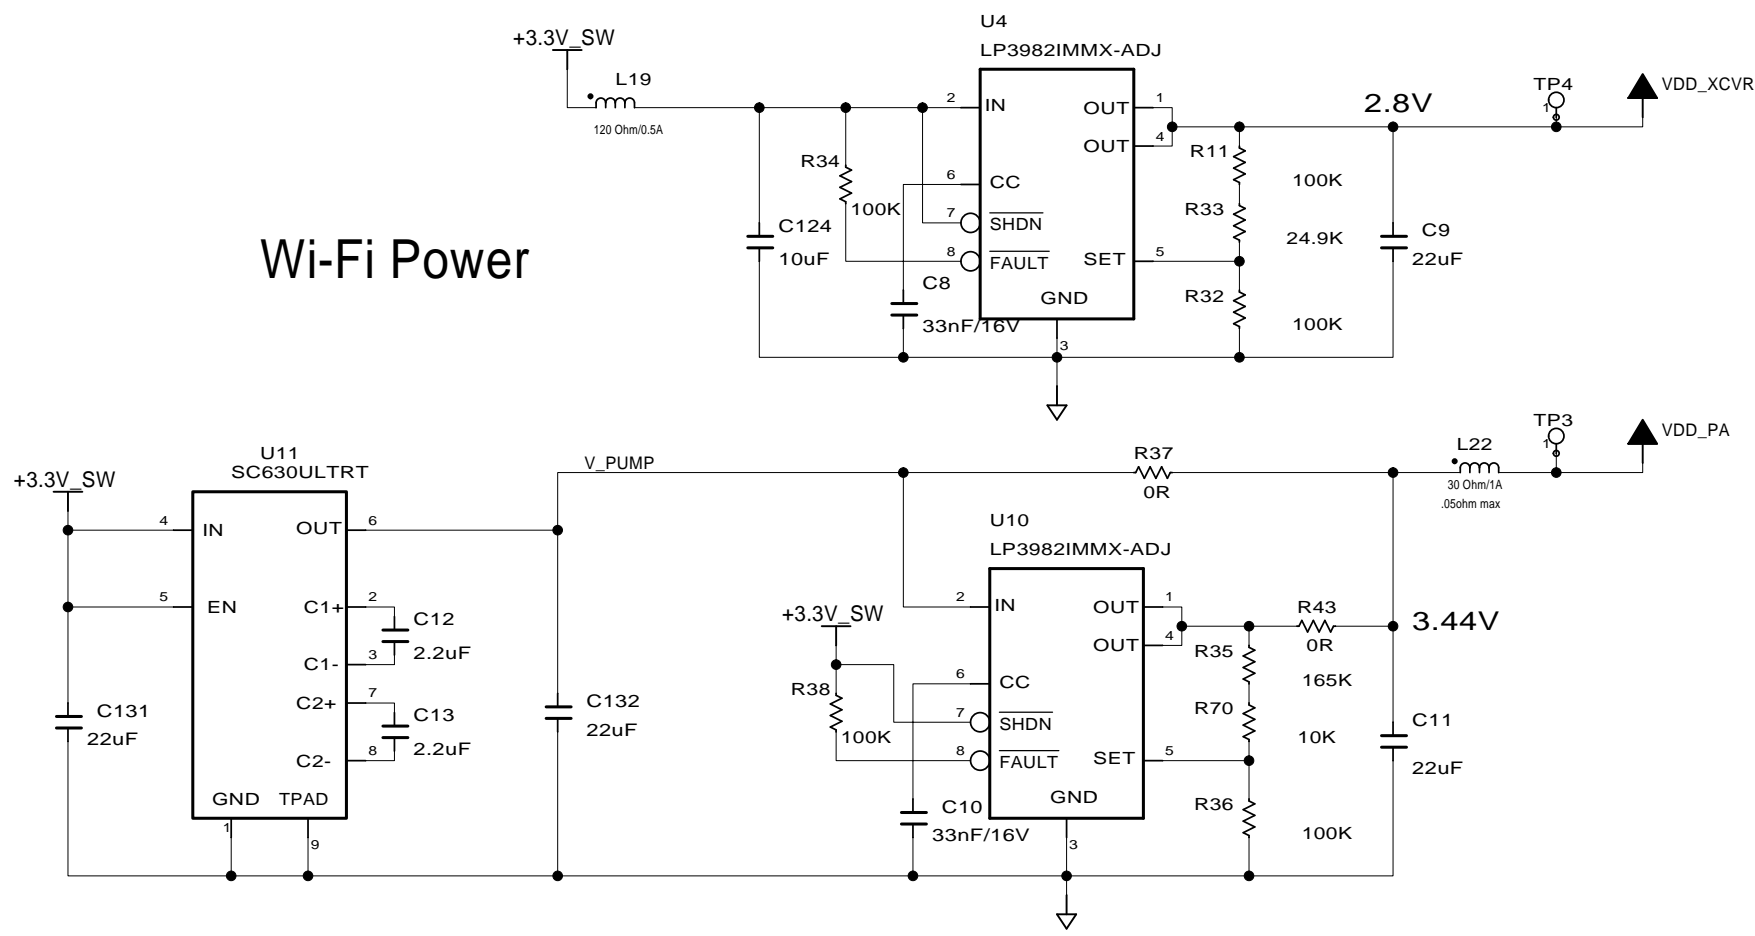 U4
LP3982IMMX-ADJ
+3.3V_SW
L19
120 Ohm/0.5A
2
IN
OUT
1
OUT
4
2.8V
TP4
1
VDD_XCVR
R34
100K
6
CC
7
SHDN
8
FAULT
SET
5
GND
3
R11
100K
R33
24.9K
R32
100K
C124
10uF
C8
33nF/16V
C9
22uF
Wi-Fi Power
U11
SC630ULTRT
+3.3V_SW
4
IN
OUT
6
5
EN
C1+
2
C1-
3
C2+
7
C2-
8
GND
TPAD
1
9
C12
2.2uF
C13
2.2uF
C131
22uF
C132
22uF
V_PUMP
R37
0R
L22
30 Ohm/1A
.05ohm max
TP3
1
VDD_PA
U10
LP3982IMMX-ADJ
+3.3V_SW
2
IN
OUT
1
OUT
4
R43
0R
3.44V
R38
100K
6
CC
7
SHDN
8
FAULT
SET
5
GND
3
R35
165K
R70
10K
R36
100K
C10
33nF/16V
C11
22uF